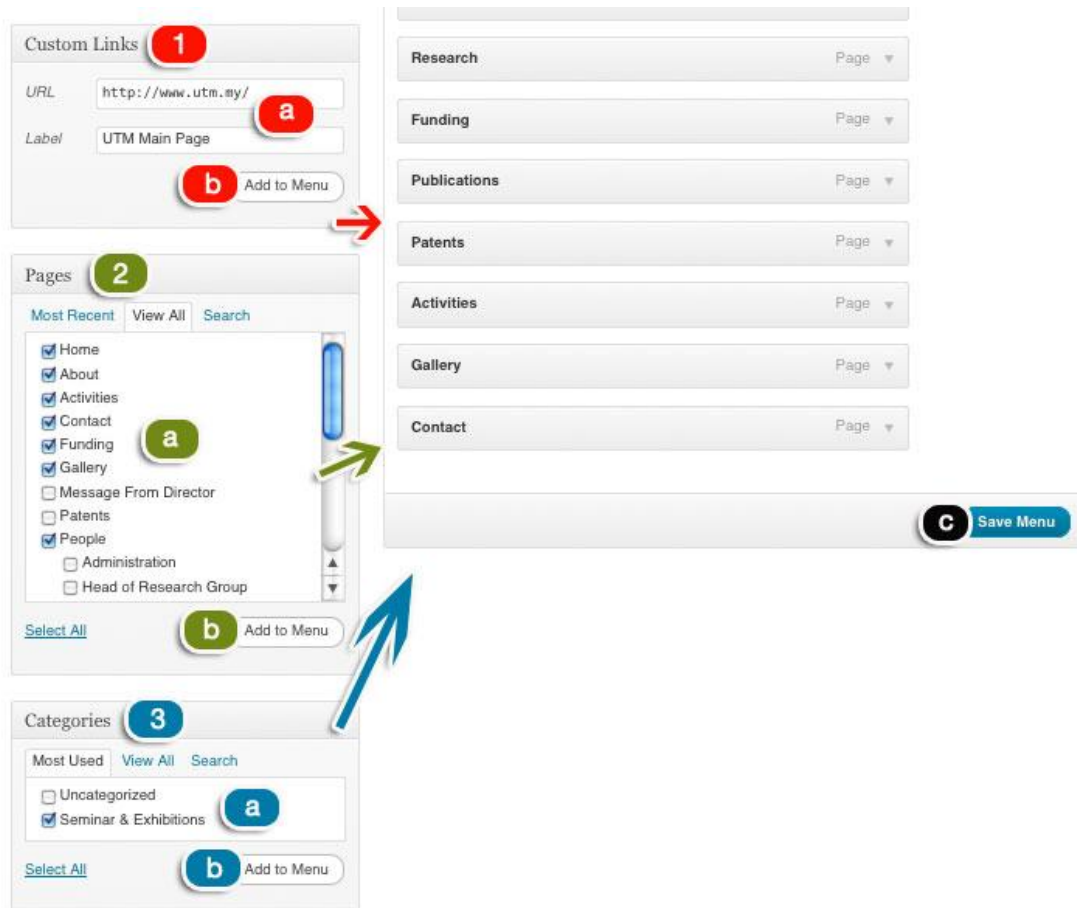 Custom Links 1
URL http://www.utm.my/
a
Label UTM Main Page
b Add to Menu
Pages 2
Most Recent View All Search
Home
About
Activities
Contact
Funding
a
Gallery
Message From Director
Patents
People
Administration
Head of Research Group
Select All b Add to Menu
Categories 3
Most Used View All Search
Uncategorized
a
Seminar & Exhibitions
Select All b Add to Menu
Research Page
Funding Page
Publications Page
Patents Page
Activities Page
Gallery Page
Contact Page
C Save Menu